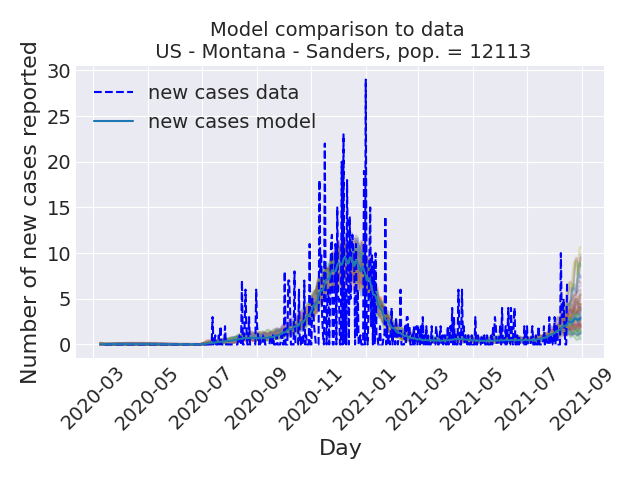 Model comparison to data
US - Montana - Sanders, pop. = 12113
Number of new cases reported
30
25
20
15
10
5
0
new cases data
new cases model
2020-03
2020-05
2020-07
2020-09
2020-11
2021-01
2021-03
2021-05
2021-07
2021-09
Day